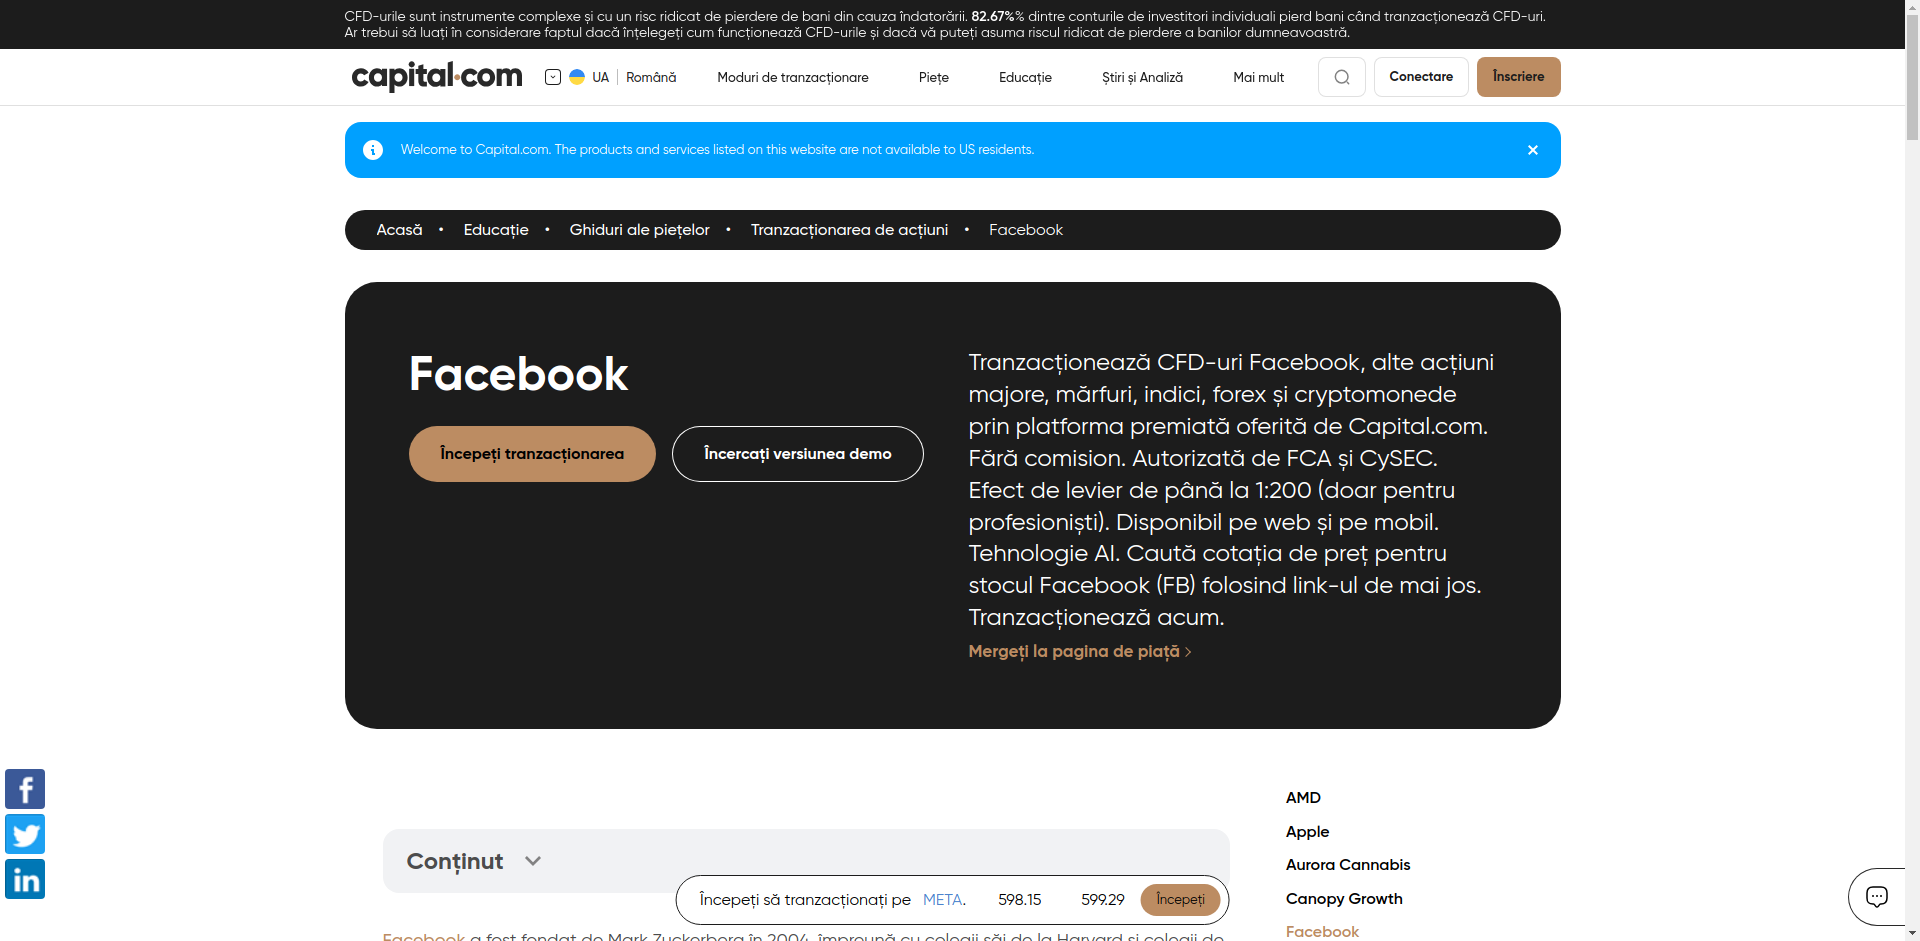 CFD-urile sunt instrumente complexe și cu un risc ridicat de pierdere de bani din cauza îndatorării. 82.67%% dintre conturile de investitori individuali pierd bani când tranzacționează CFD-uri.
Ar trebui să luați în considerare faptul dacă înțelegeți cum funcționează CFD-urile și dacă vă puteți asuma riscul ridicat de pierdere a banilor dumneavoastră.
capital.com UA Română Moduri de tranzacționare Piețe Educație Știri și Analiză Mai mult Conectare Înscriere
Welcome to Capital.com. The products and services listed on this website are not available to US residents.
Acasă • Educație • Ghiduri ale piețelor • Tranzacționarea de acțiuni • Facebook
Facebook
Începeți tranzacționarea
Încercați versiunea demo
Tranzacționează CFD-uri Facebook, alte acțiuni
majore, mărfuri, indici, forex și cryptomonede
prin platforma premiată oferită de Capital.com.
Fără comision. Autorizată de FCA și CySEC.
Efect de levier de până la 1:200 (doar pentru
profesioniști). Disponibil pe web și pe mobil.
Tehnologie AI. Caută cotația de preț pentru
stocul Facebook (FB) folosind link-ul de mai jos.
Tranzacționează acum.
Mergeți la pagina de piață
Conținut
Începeți să tranzacționați pe META. 598.15 599.29 Începeți
Facebook a fost fondat de Mark Zuckerberg în 2004, împreună cu colegii săi de la Harvard și colegii de
AMD
Apple
Aurora Cannabis
Canopy Growth
Facebook